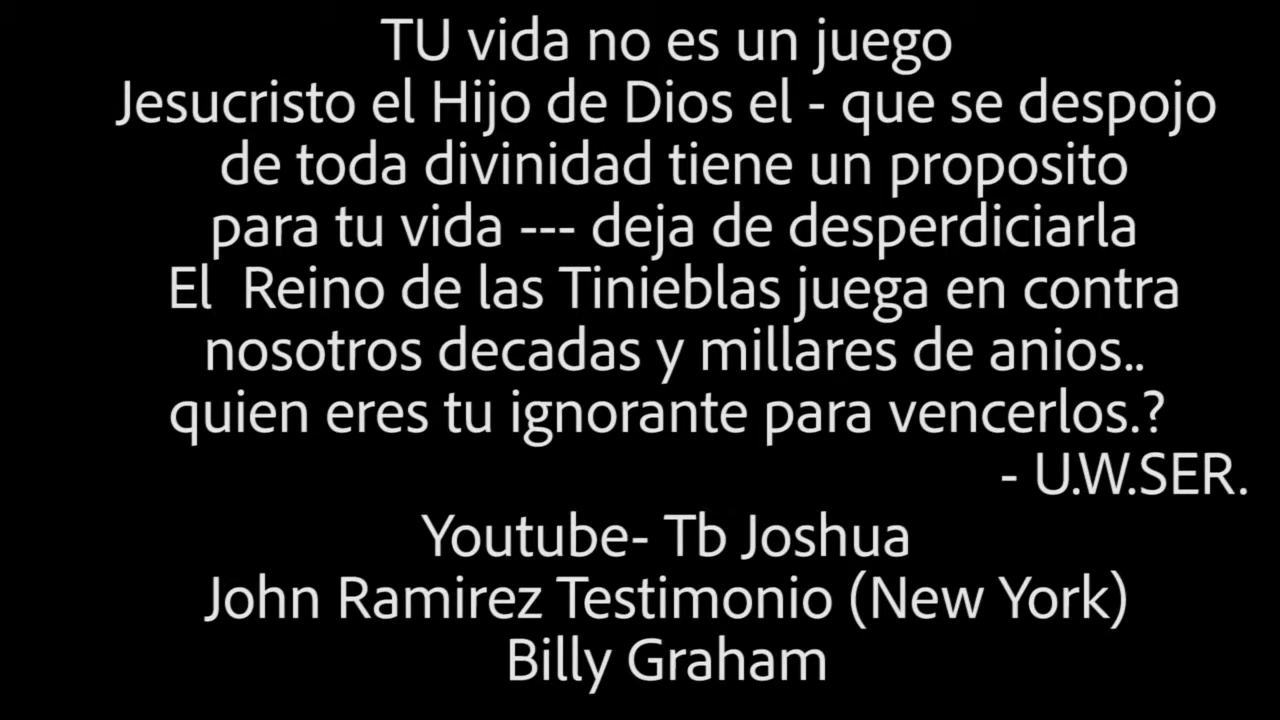 TU vida no es un juego
Jesucristo el Hijo de Dios el - que se despojo
de toda divinidad tiene un proposito
para tu vida --- deja de desperdiciarla
El  Reino de las Tinieblas juega en contra
nosotros decadas y millares de anios..
quien eres tu ignorante para vencerlos.?
- U.W.SER.
Youtube- Tb Joshua
John Ramirez Testimonio (New York)
Billy Graham